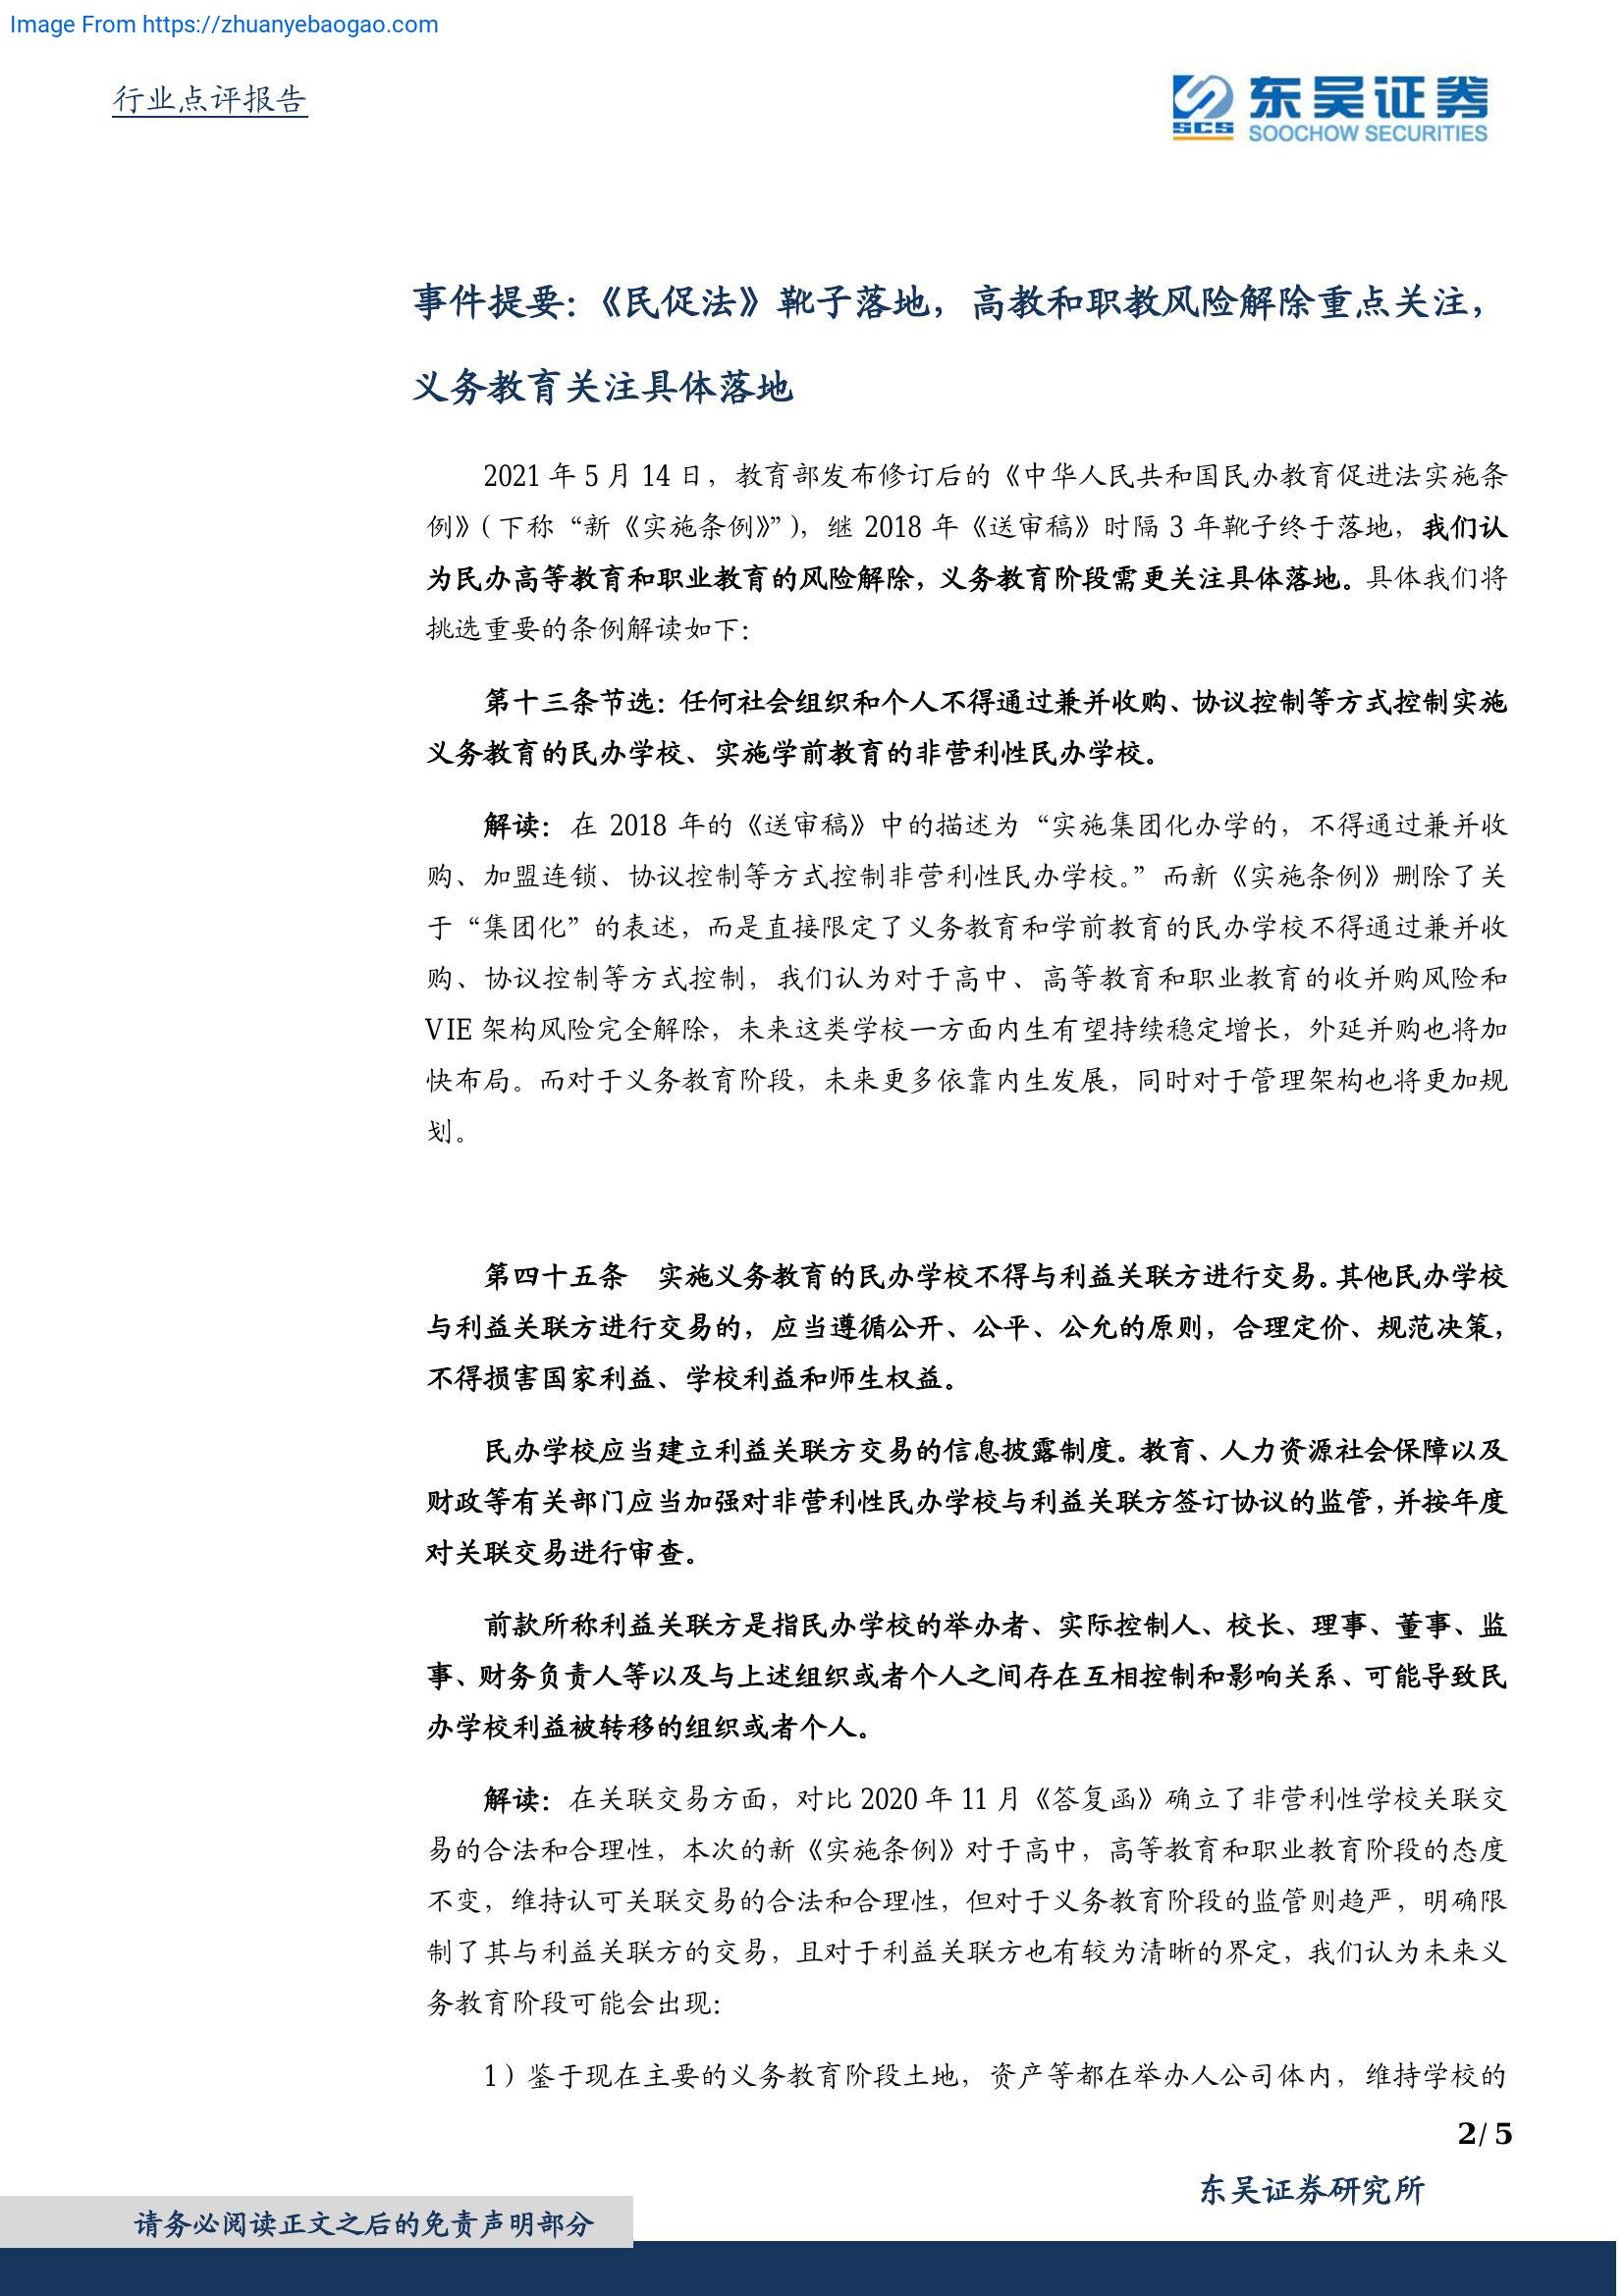 Image From https://zhuanyebaogao.com
行业点评报告
SCS
东吴证券
SOOCHOW SECURITIES
事件提要：《民促法》靴子落地，高教和职教风险解除重点关注，
义务教育关注具体落地
2021 年 5 月 14 日，教育部发布修订后的《中华人民共和国民办教育促进法实施条
例》（下称“新《实施条例》”），继 2018 年《送审稿》时隔 3 年靴子终于落地，我们认
为民办高等教育和职业教育的风险解除，义务教育阶段需更关注具体落地。具体我们将
挑选重要的条例解读如下：
第十三条节选：任何社会组织和个人不得通过兼并收购、协议控制等方式控制实施
义务教育的民办学校、实施学前教育的非营利性民办学校。
解读：在 2018 年的《送审稿》中的描述为“实施集团化办学的，不得通过兼并收
购、加盟连锁、协议控制等方式控制非营利性民办学校。”而新《实施条例》删除了关
于“集团化”的表述，而是直接限定了义务教育和学前教育的民办学校不得通过兼并收
购、协议控制等方式控制，我们认为对于高中、高等教育和职业教育的收并购风险和
VIE 架构风险完全解除，未来这类学校一方面内生有望持续稳定增长，外延并购也将加
快布局。而对于义务教育阶段，未来更多依靠内生发展，同时对于管理架构也将更加规
划。
第四十五条　实施义务教育的民办学校不得与利益关联方进行交易。其他民办学校
与利益关联方进行交易的，应当遵循公开、公平、公允的原则，合理定价、规范决策，
不得损害国家利益、学校利益和师生权益。
民办学校应当建立利益关联方交易的信息披露制度。教育、人力资源社会保障以及
财政等有关部门应当加强对非营利性民办学校与利益关联方签订协议的监管，并按年度
对关联交易进行审查。
前款所称利益关联方是指民办学校的举办者、实际控制人、校长、理事、董事、监
事、财务负责人等以及与上述组织或者个人之间存在互相控制和影响关系、可能导致民
办学校利益被转移的组织或者个人。
解读：在关联交易方面，对比 2020 年 11 月《答复函》确立了非营利性学校关联交
易的合法和合理性，本次的新《实施条例》对于高中，高等教育和职业教育阶段的态度
不变，维持认可关联交易的合法和合理性，但对于义务教育阶段的监管则趋严，明确限
制了其与利益关联方的交易，且对于利益关联方也有较为清晰的界定，我们认为未来义
务教育阶段可能会出现：
1）鉴于现在主要的义务教育阶段土地，资产等都在举办人公司体内，维持学校的
2/ 5
东吴证券研究所
请务必阅读正文之后的免责声明部分